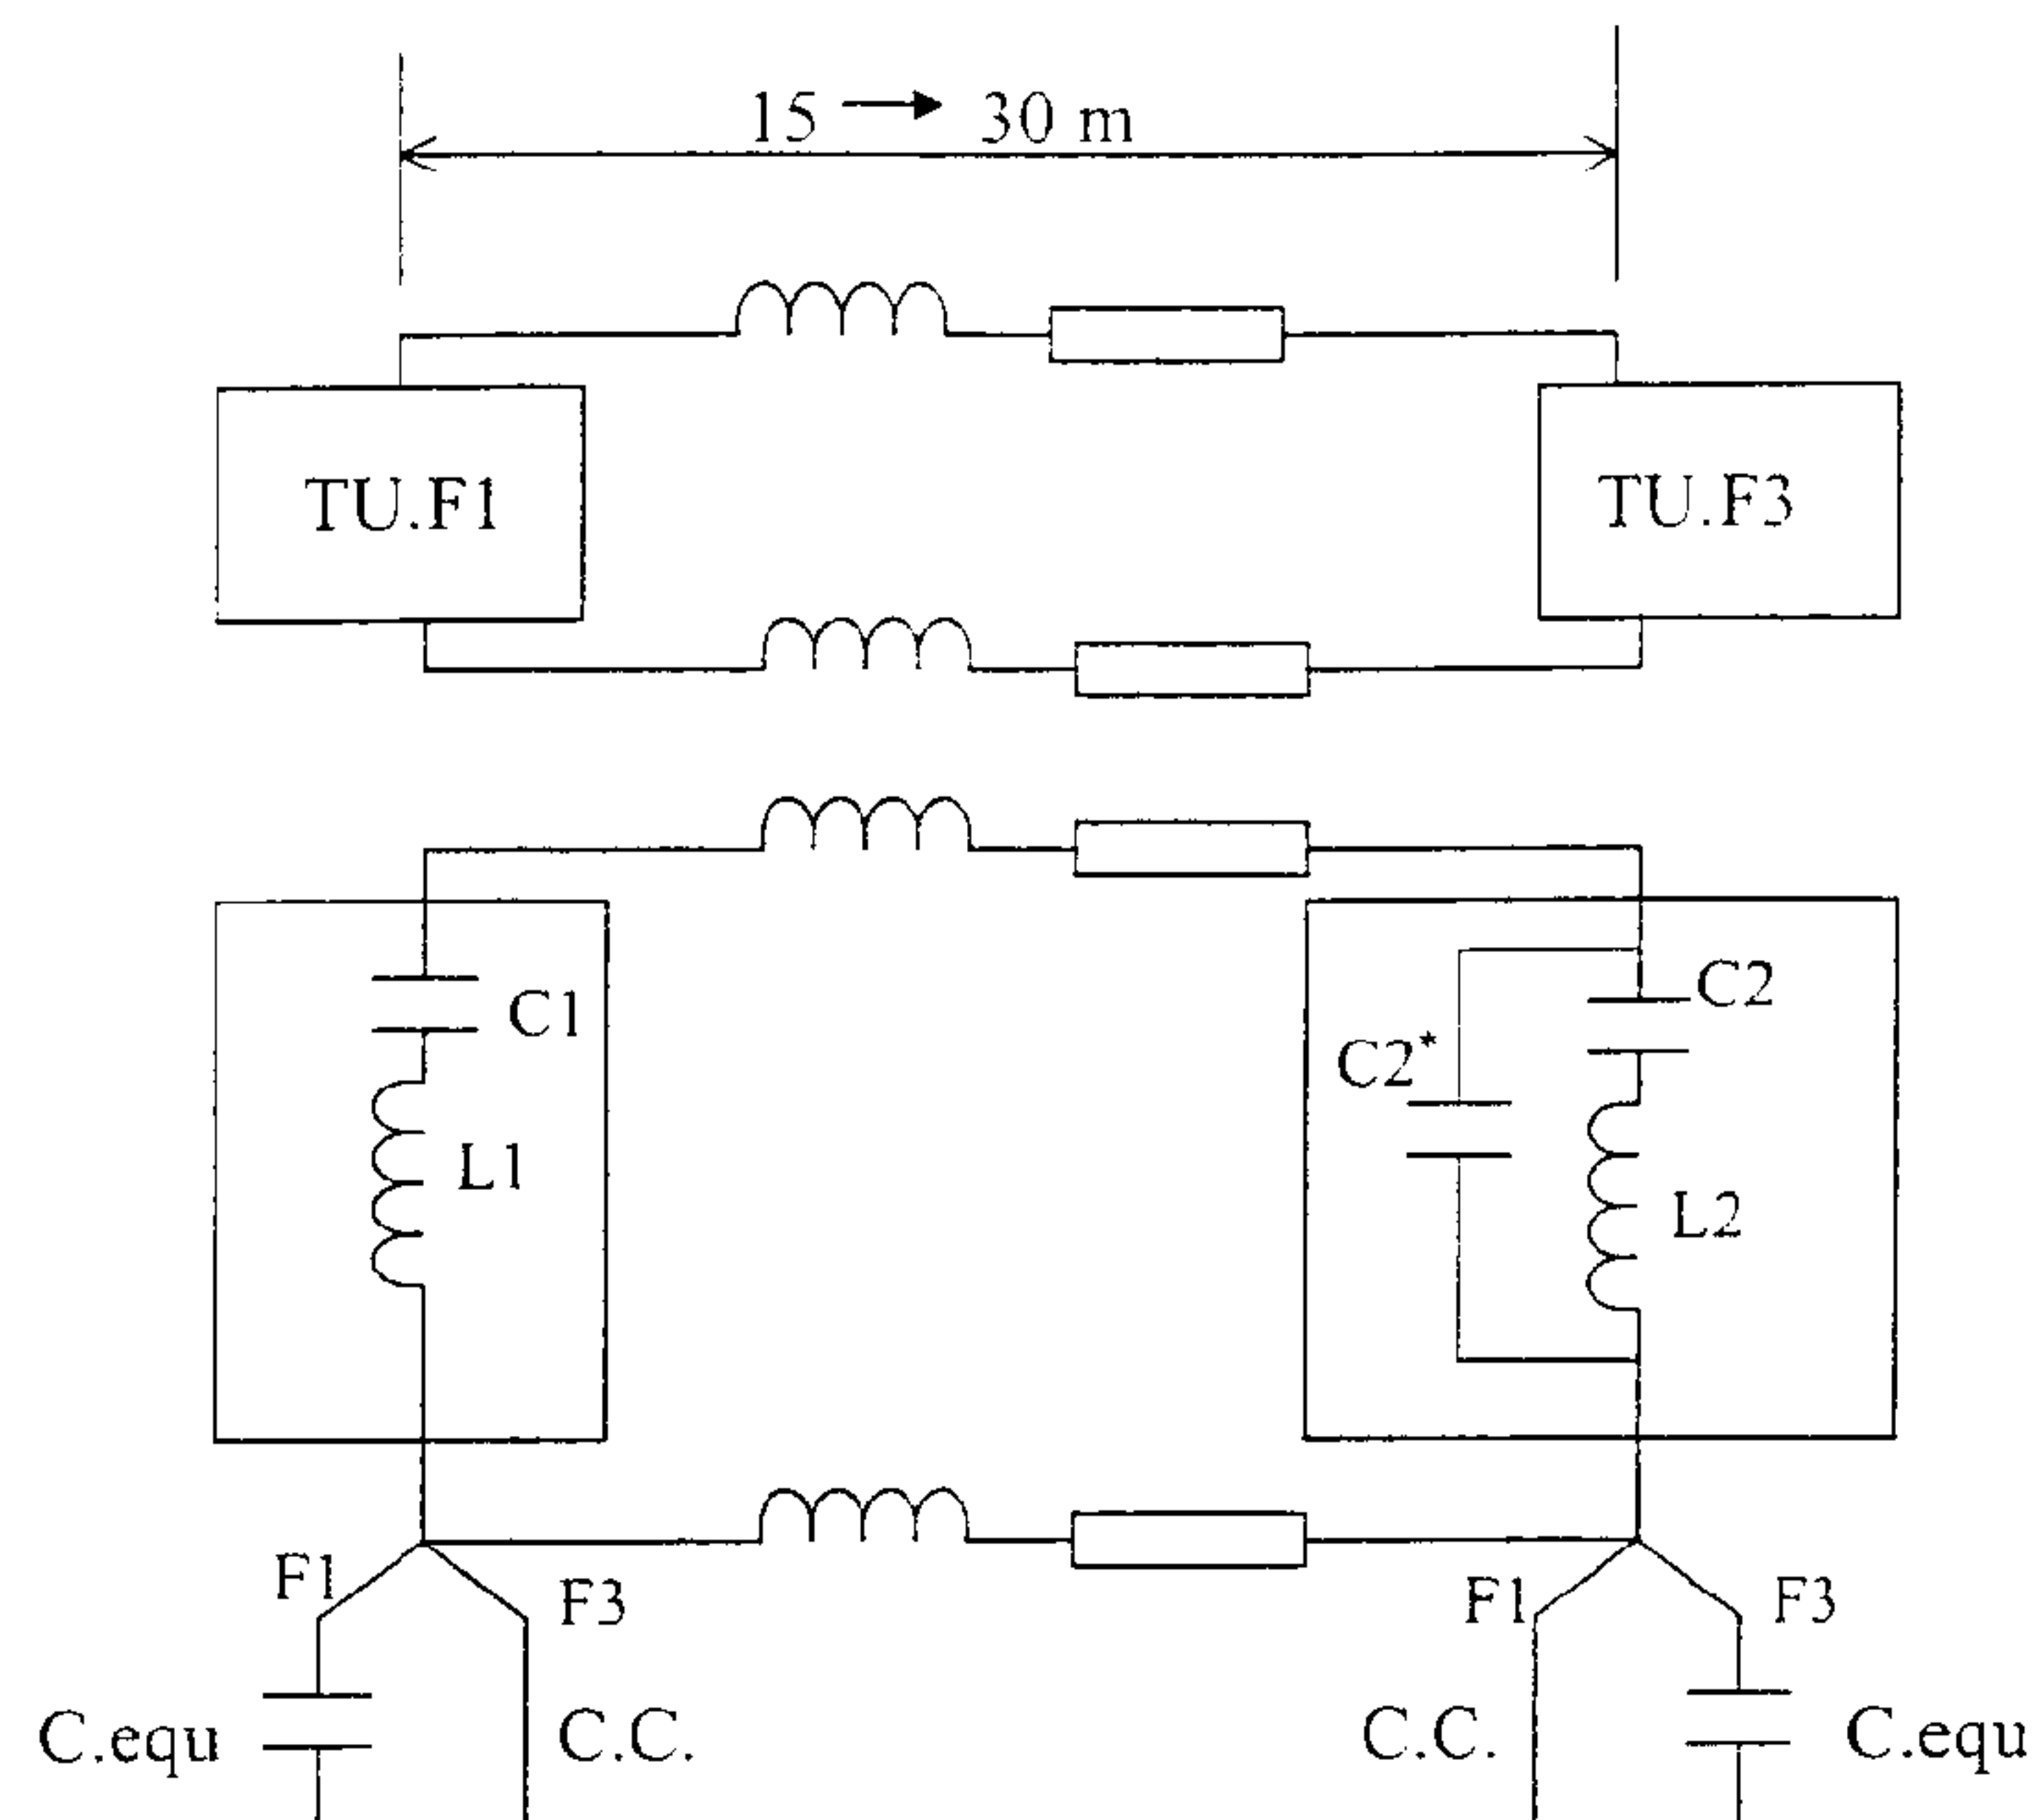 15 → 30 m
TU.F1
TU.F3
C1
C2
C2*
L1
L2
F1
F3
F1
F3
C.equ
C.C.
C.C.
C.equ